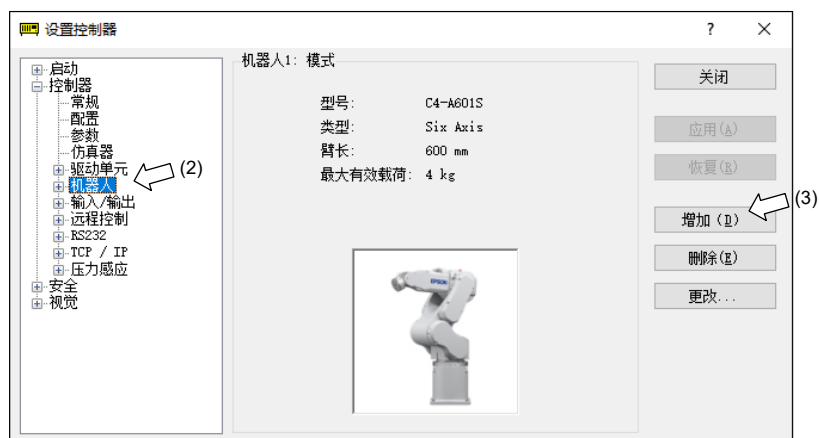 设置控制器
启动
控制器
常规
配置
参数
仿真器
驱动单元
机器人
(2)
输入/输出
远程控制
RS232
TCP / IP
压力感应
安全
视觉
机器人1: 模式
型号: C4-A601S
类型: Six Axis
臂长: 600 mm
最大有效载荷: 4 kg
EPSON
关闭
应用(A)
恢复(R)
增加 (D)
(3)
删除(E)
更改...